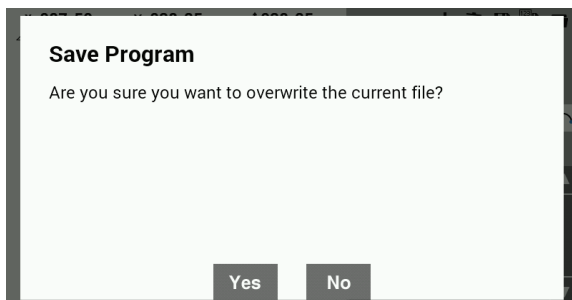 Save Program
Are you sure you want to overwrite the current file?
Yes
No